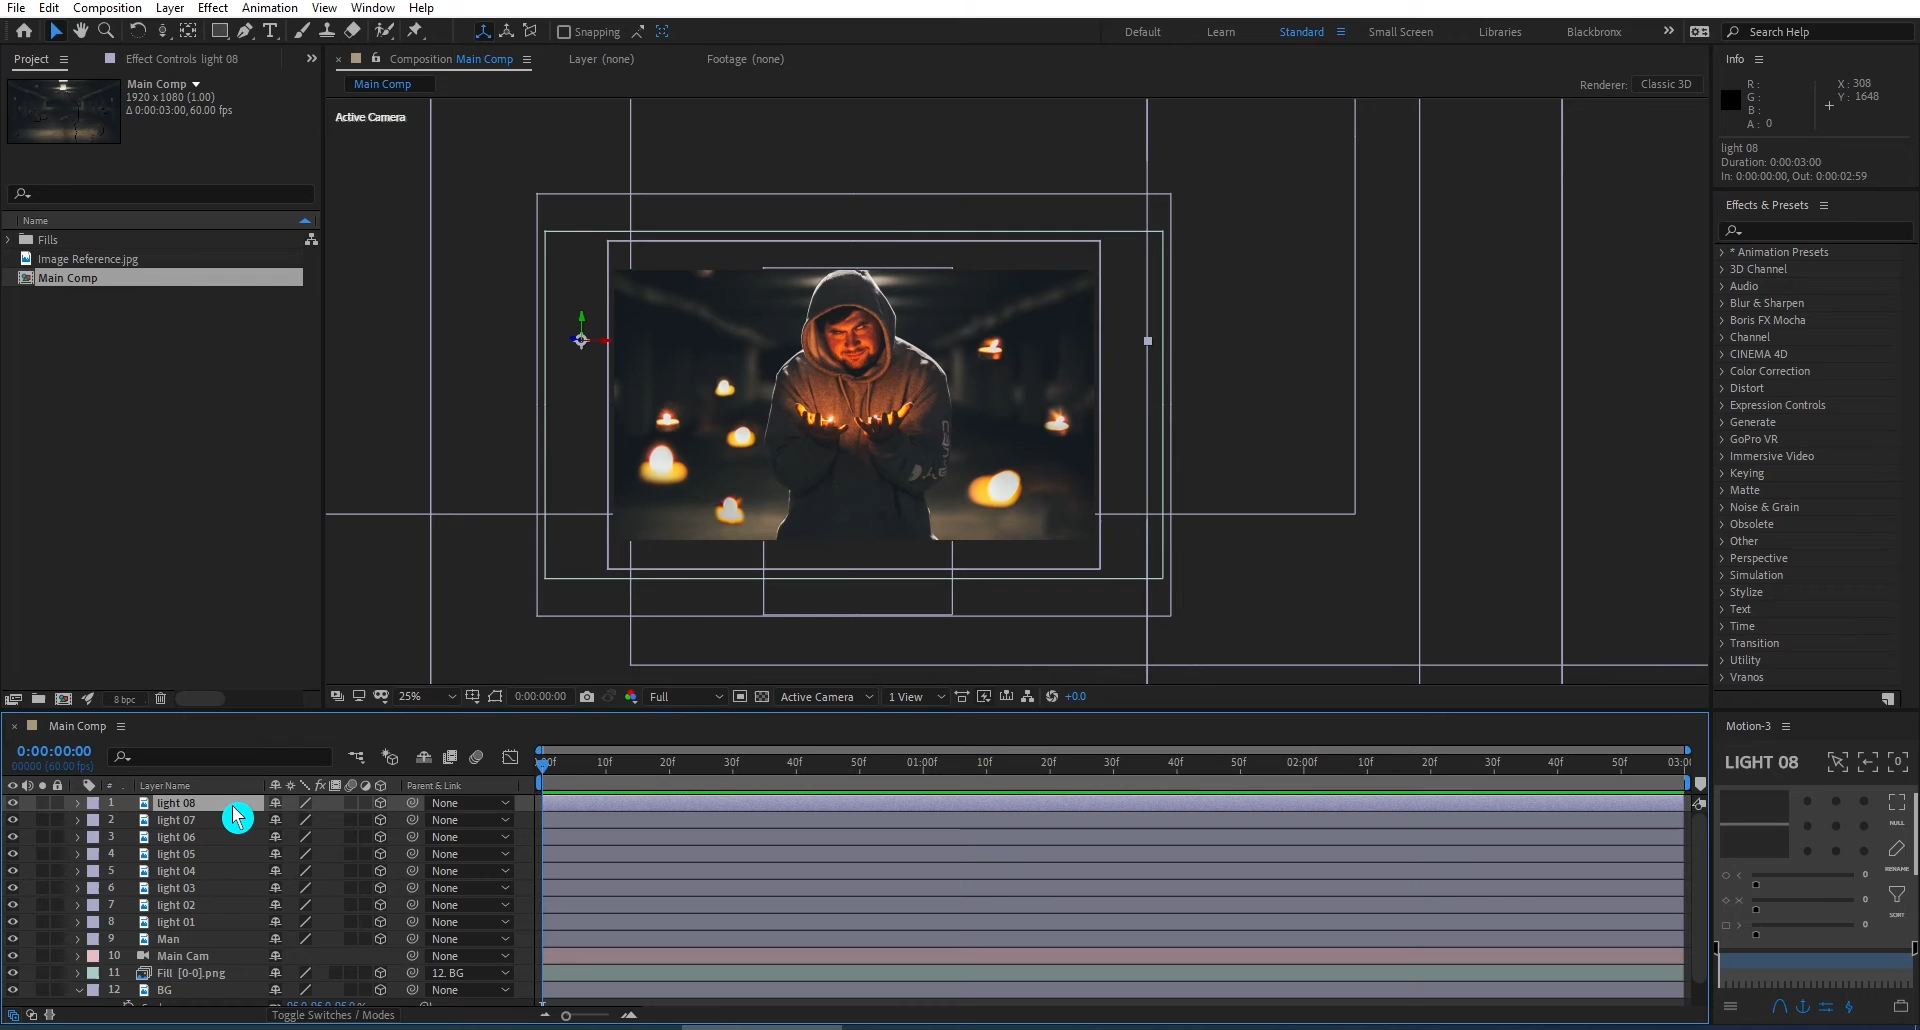 File Edit Composition Layer Effect Animation View Window Help
Snapping
Default Learn Standard Small Screen Libraries Blackbronx Search Help
Project Effect Controls light 08
Composition Main Comp Layer (none) Footage (none)
Info
Main Comp
1920 x 1080 (1.00)
Δ 0:00:03:00, 60.00 fps
Main Comp
Renderer: Classic 3D
R:
G:
B:
A: 0
X: 308
Y: 1648
Active Camera
light 08
Duration: 0:00:03:00
In: 0:00:00:00, Out: 0:00:02:59
Effects & Presets
Name
Fills
Image Reference.jpg
Main Comp
* Animation Presets
3D Channel
Audio
Blur & Sharpen
Boris FX Mocha
Channel
CINEMA 4D
Color Correction
Distort
Expression Controls
Generate
GoPro VR
Immersive Video
Keying
Matte
Noise & Grain
Obsolete
Other
Perspective
Simulation
Stylize
Text
Time
Transition
Utility
Vranos
8 bpc
25% 0:00:00:00 Full Active Camera 1 View +0.0
Main Comp
0:00:00:00
00000 (60.00 fps)
10f 20f 30f 40f 50f 01:00f 10f 20f 30f 40f 50f 02:00f 10f 20f 30f 40f 50f
# Layer Name fx Parent & Link
1 light 08 None
2 light 07 None
3 light 06 None
4 light 05 None
5 light 04 None
6 light 03 None
7 light 02 None
8 light 01 None
9 Man None
10 Main Cam None
11 Fill [0-0].png 12. BG
12 BG None
Toggle Switches / Modes
Motion-3
LIGHT 08
NULL
RENAME
SORT
0
0
0